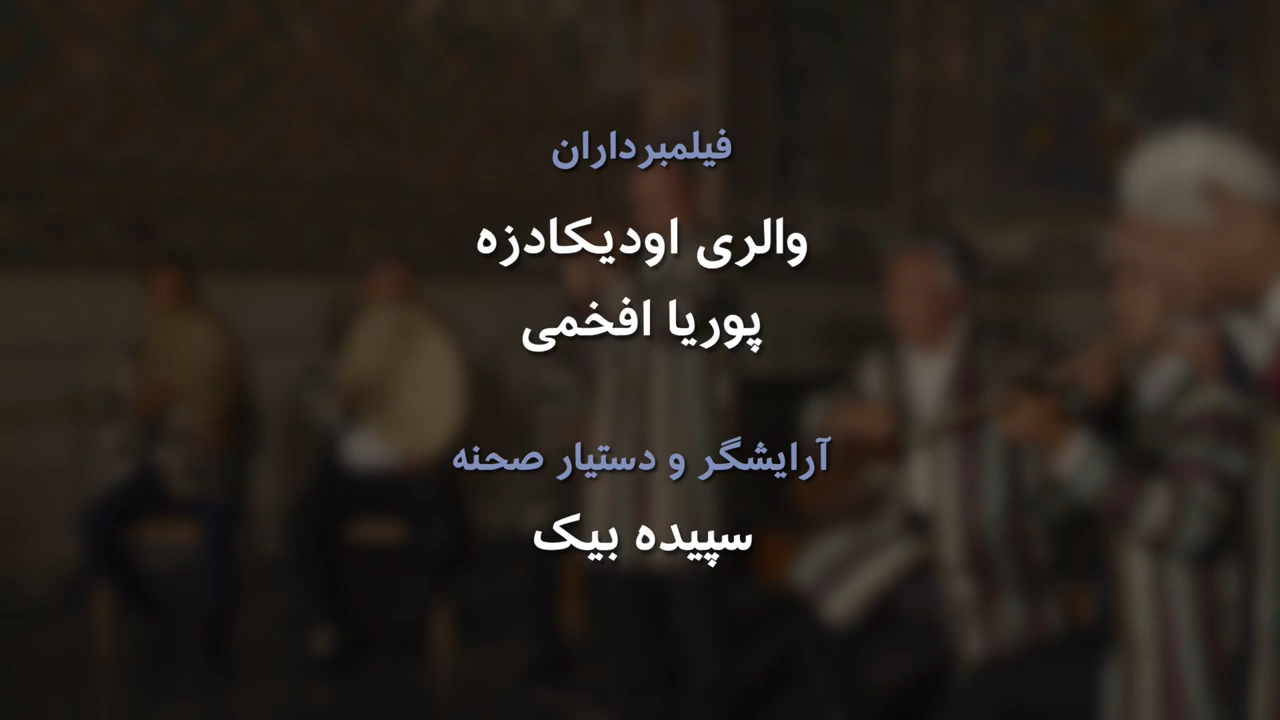 فیلمبرداران
والری اودیکادزه
پوریا افخمی
آرایشگر و دستیار صحنه
سپیده بیک